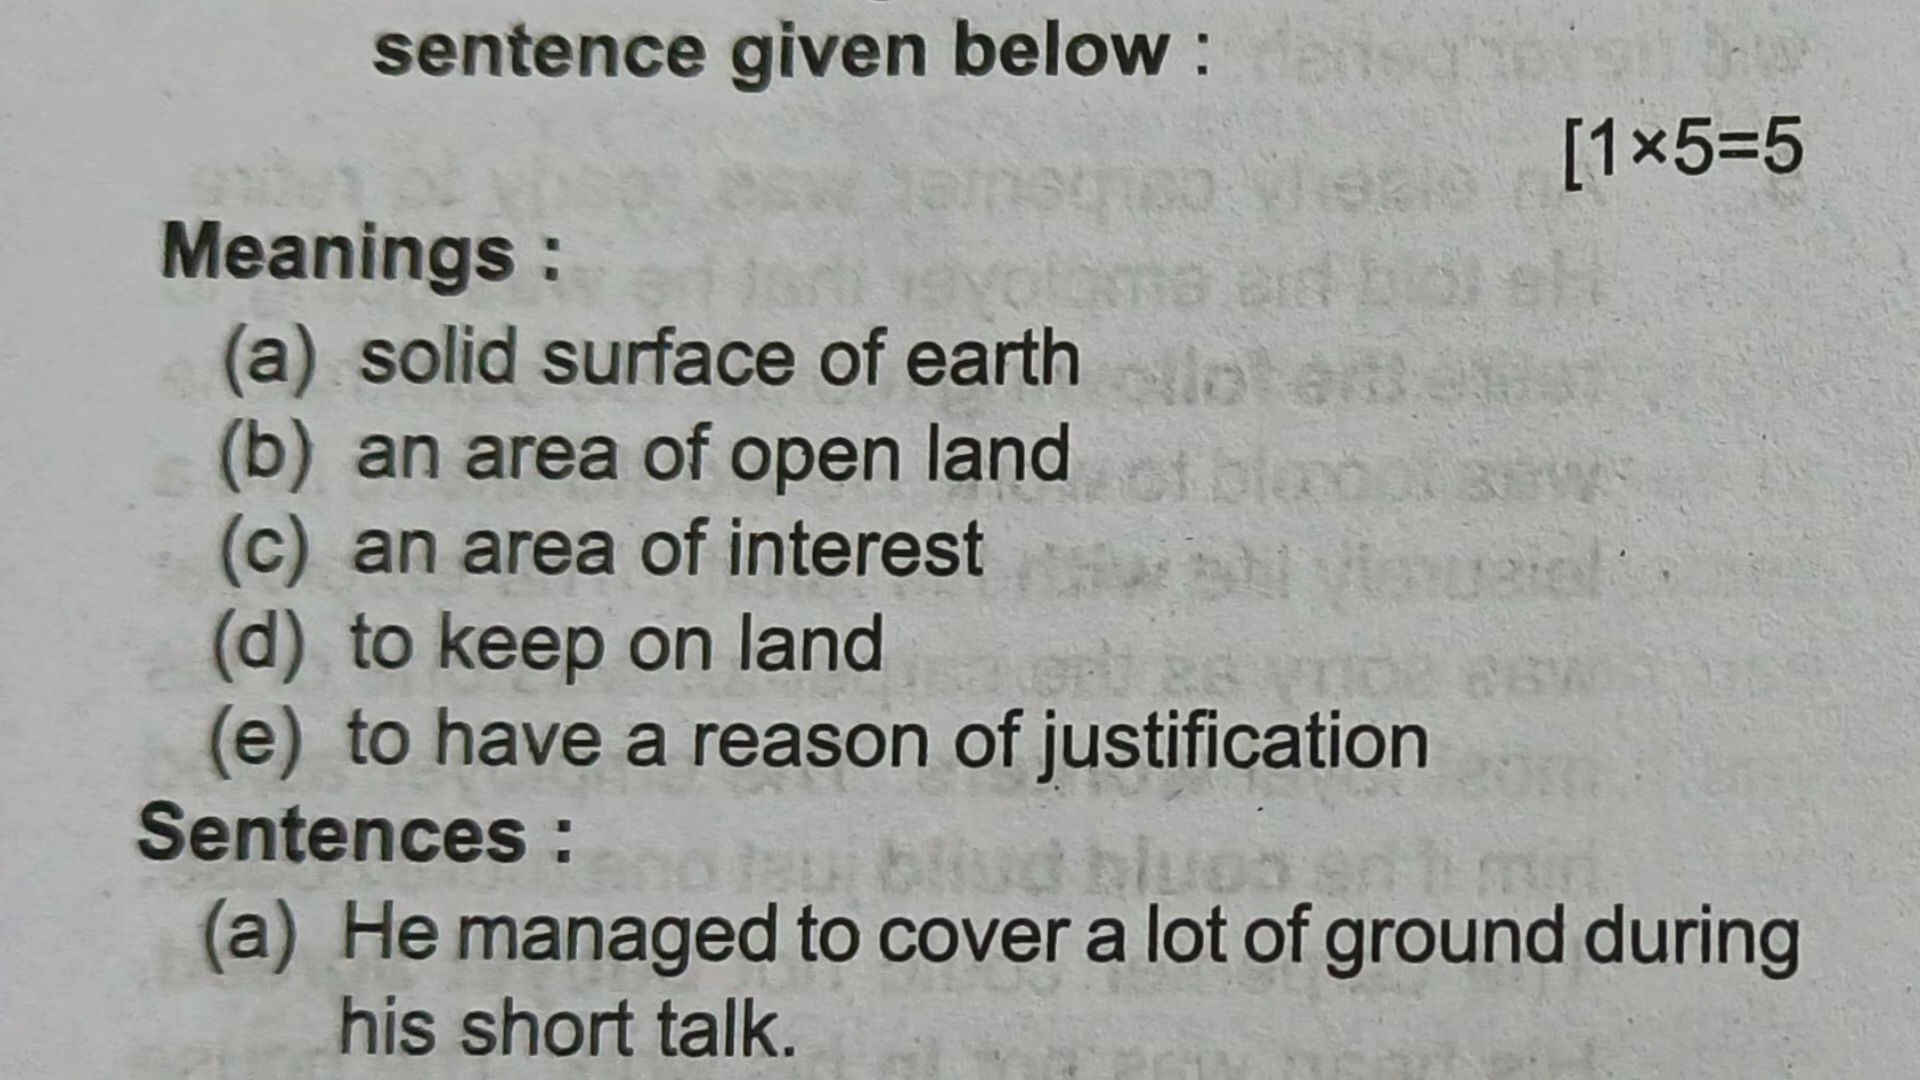 sentence given below :
[1×5=5
Meanings :
(a) solid surface of earth
(b) an area of open land
(c) an area of interest
(d) to keep on land
(e) to have a reason of justification
Sentences :
(a) He managed to cover a lot of ground during
his short talk.